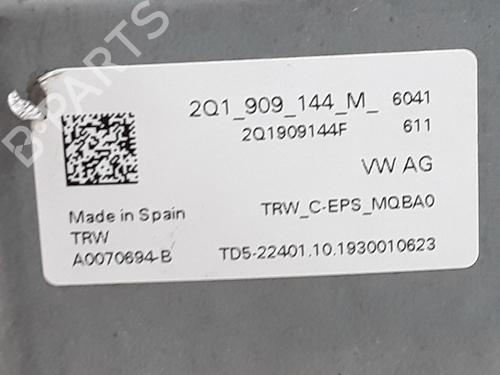 B-PARTS
2Q1_909_144_M_ 6041
2Q1909144F 611
VW AG
Made in Spain
TRW_C-EPS_MQBA0
TRW
A0070694-B
TD5-22401.10.1930010623